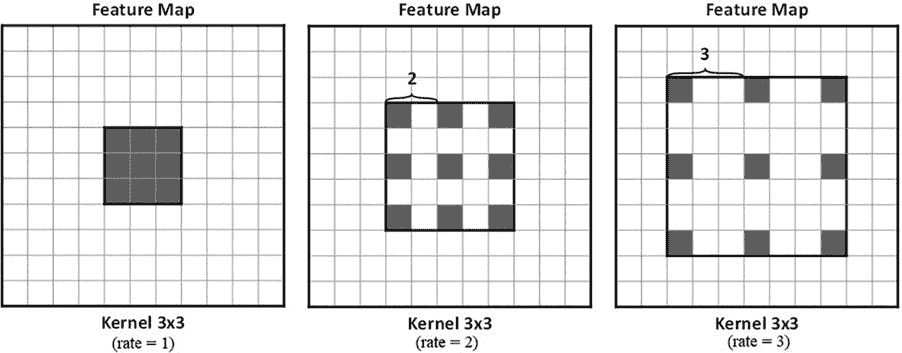 Feature Map
Feature Map
Feature Map
2
3
Kernel 3x3
(rate = 1)
Kernel 3x3
(rate = 2)
Kernel 3x3
(rate = 3)